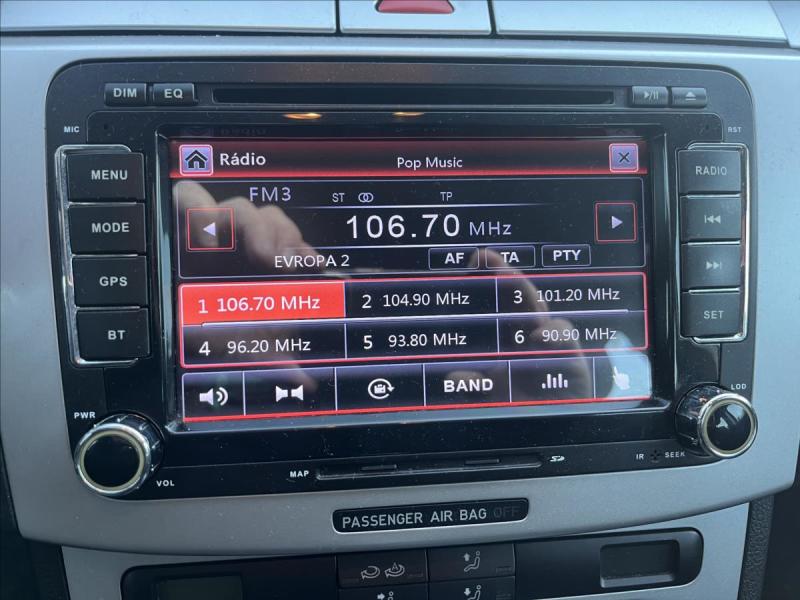 DIM EQ
MIC RST
Rádio Pop Music
MENU RADIO
FM3 ST TP
MODE 106.70 MHz
EVROPA 2 AF TA PTY
GPS
1 106.70 MHz 2 104.90 MHz 3 101.20 MHz
SET
BT 4 96.20 MHz 5 93.80 MHz 6 90.90 MHz
BAND
PWR LOD
VOL MAP IR SEEK
PASSENGER AIR BAG OFF